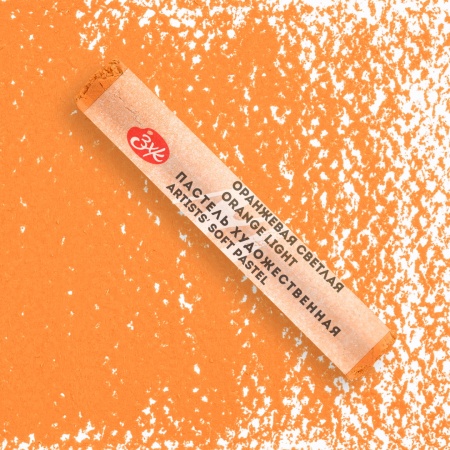 ЗХК
ОРАНЖЕВАЯ СВЕТЛАЯ
ORANGE LIGHT
ПАСТЕЛЬ ХУДОЖЕСТВЕННАЯ
ARTISTS' SOFT PASTEL